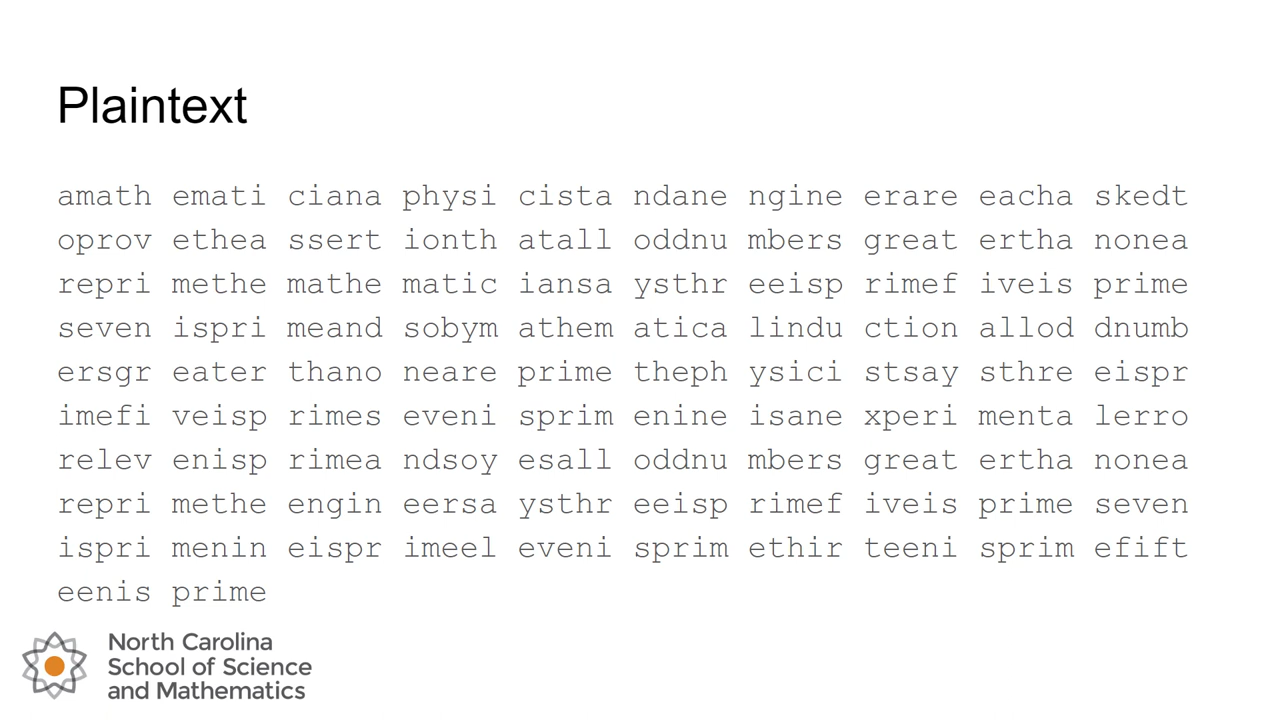 Plaintext
amath emati ciana physi cista ndane ngine erare eacha skedt
oprov ethea ssert ionth atall oddnu mbers great ertha nonea
repri methe mathe matic iansa ysthr eeisp rimef iveis prime
seven ispri meand sobym athem atica lindu ction allod dnumb
ersgr eater thano neare prime theph ysici stsay sthre eispr
imefi veisp rimes eveni sprim enine isane xperi menta lerro
relev enisp rimea ndsoy esall oddnu mbers great ertha nonea
repri methe engin eersa ysthr eeisp rimef iveis prime seven
ispri menin eispr imeel eveni sprim ethir teeni sprim efift
eenis prime
North Carolina
School of Science
and Mathematics